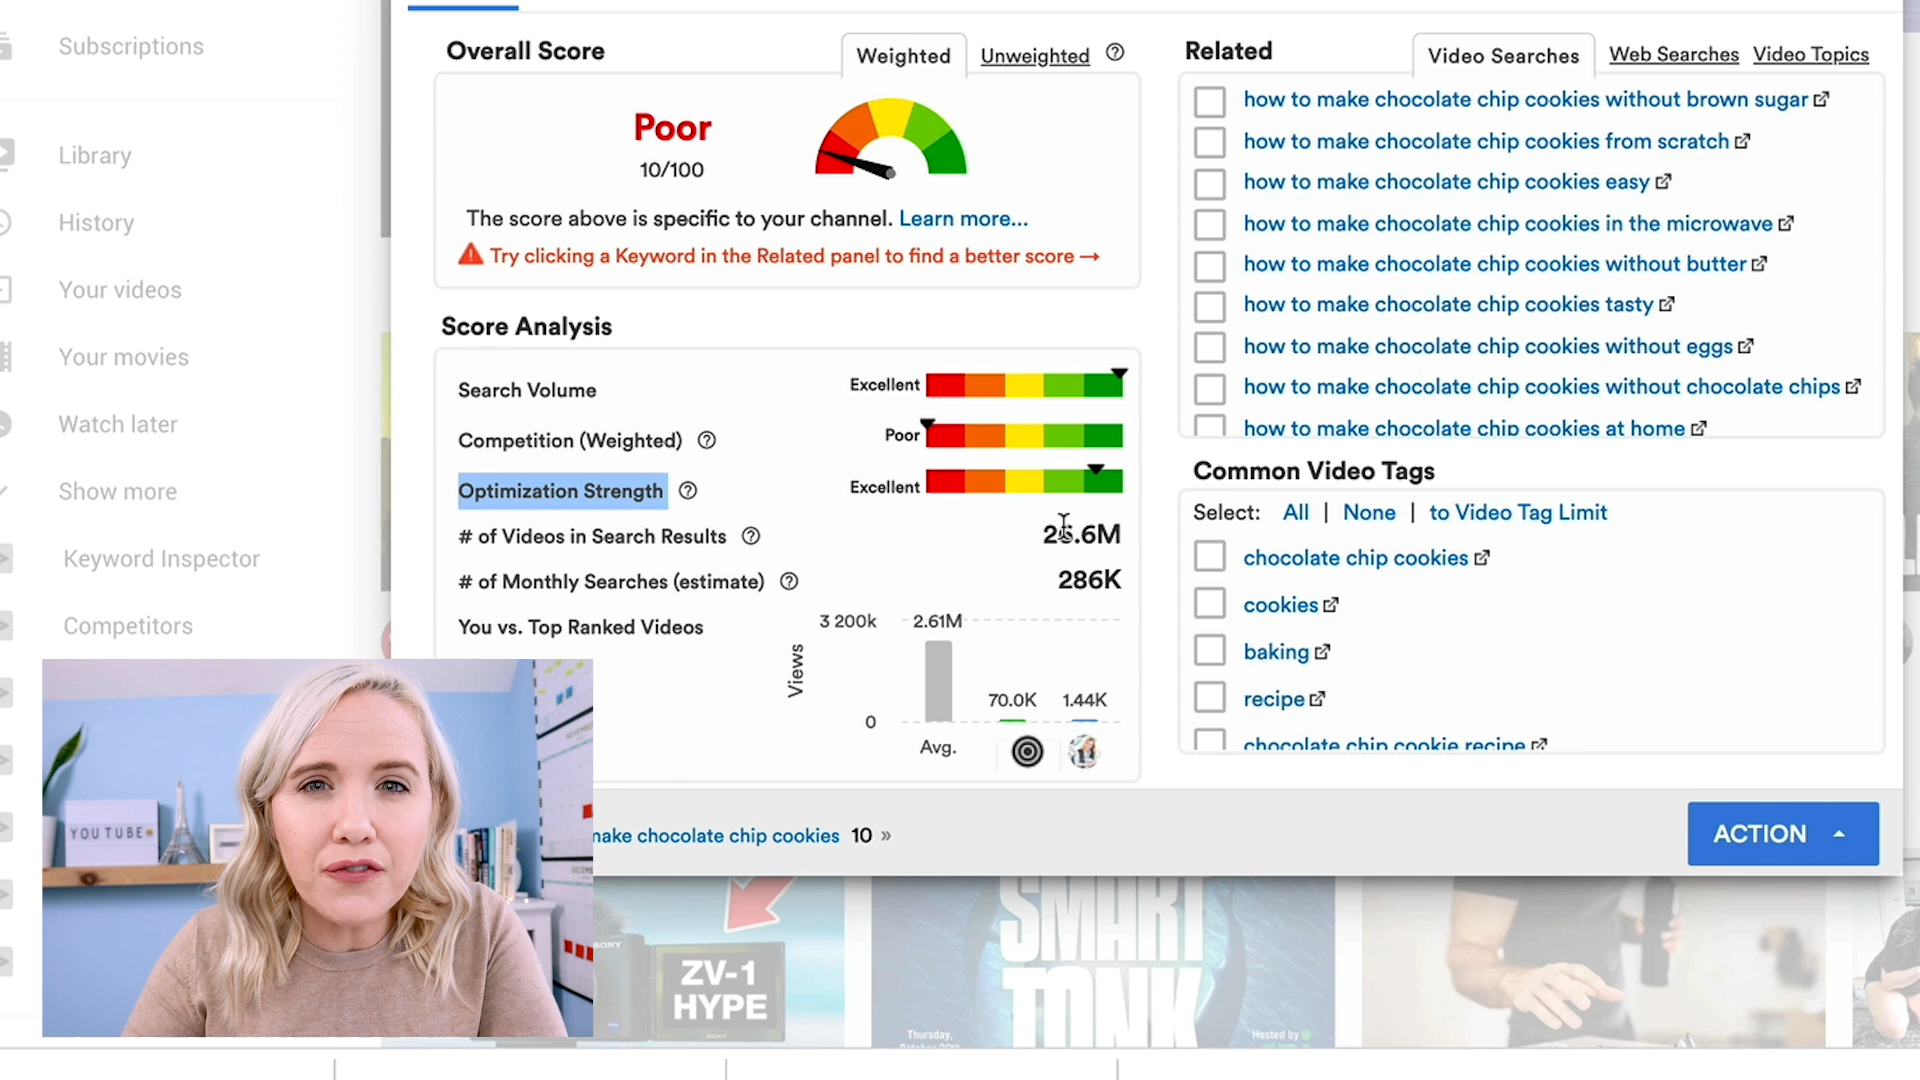 Subscriptions
Library
History
Your videos
Your movies
Watch later
Show more
Keyword Inspector
Competitors
Overall Score
Weighted
Unweighted
Poor
10/100
The score above is specific to your channel. Learn more...
Try clicking a Keyword in the Related panel to find a better score →
Score Analysis
Search Volume
Excellent
Competition (Weighted)
Poor
Optimization Strength
Excellent
# of Videos in Search Results
# of Monthly Searches (estimate)
286K
You vs. Top Ranked Videos
Views
3 200k
2.61M
70.0K
1.44K
0
Avg.
make chocolate chip cookies 10 »
Related
Video Searches
Web Searches
Video Topics
how to make chocolate chip cookies without brown sugar
how to make chocolate chip cookies from scratch
how to make chocolate chip cookies easy
how to make chocolate chip cookies in the microwave
how to make chocolate chip cookies without butter
how to make chocolate chip cookies tasty
how to make chocolate chip cookies without eggs
how to make chocolate chip cookies without chocolate chips
how to make chocolate chip cookies at home
Common Video Tags
Select: All | None | to Video Tag Limit
chocolate chip cookies
cookies
baking
recipe
chocolate chip cookie recipe
ACTION
YOUTUBE
SONY
ZV-1
HYPE
SONY
SMART
TONK
Thursday,
Hosted by